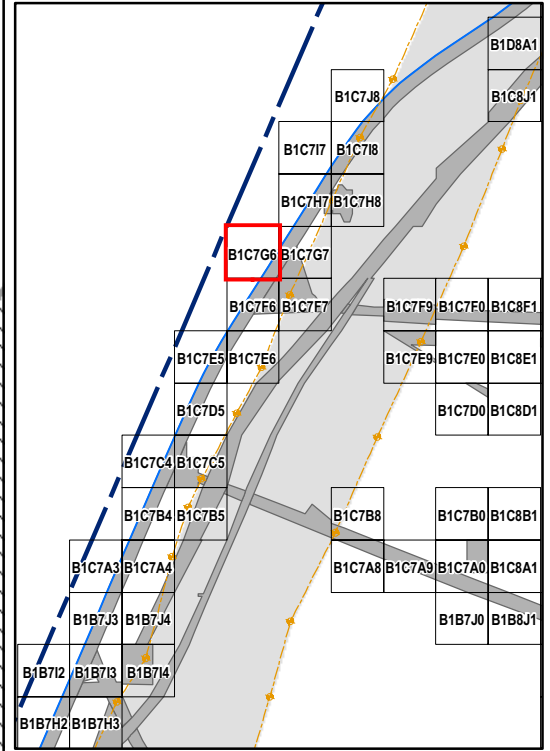 B1D8A1
B1C7J8 B1C8J1
B1C7I7 B1C7I8
B1C7H7 B1C7H8
B1C7G6 B1C7G7
B1C7F6 B1C7F7 B1C7F9 B1C7F0 B1C8F1
B1C7E5 B1C7E6 B1C7E9 B1C7E0 B1C8E1
B1C7D5 B1C7D0 B1C8D1
B1C7C4 B1C7C5
B1C7B4 B1C7B5 B1C7B8 B1C7B0 B1C8B1
B1C7A3 B1C7A4 B1C7A8 B1C7A9 B1C7A0 B1C8A1
B1B7J3 B1B7J4 B1B7J0 B1B8J1
B1B7I2 B1B7I3 B1B7I4
B1B7H2 B1B7H3